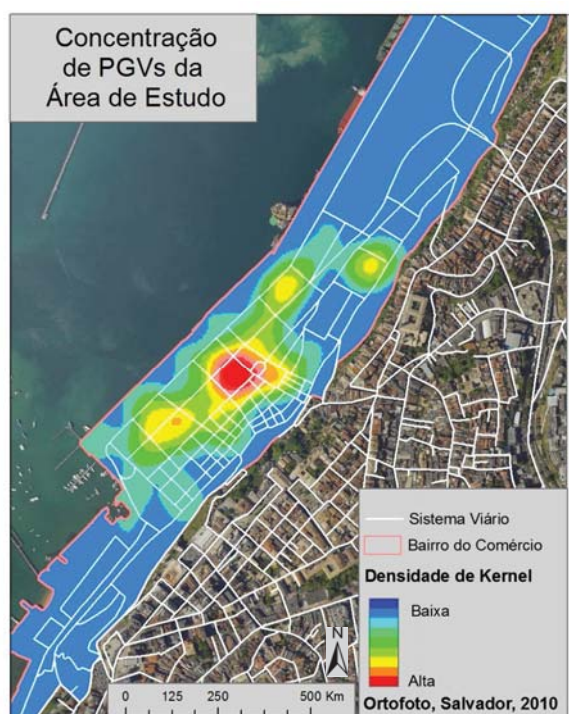 Concentração
de PGVs da
Área de Estudo
Sistema Viário
Bairro do Comércio
Densidade de Kernel
Baixa
Alta
N
0 125 250 500 Km
Ortofoto, Salvador, 2010